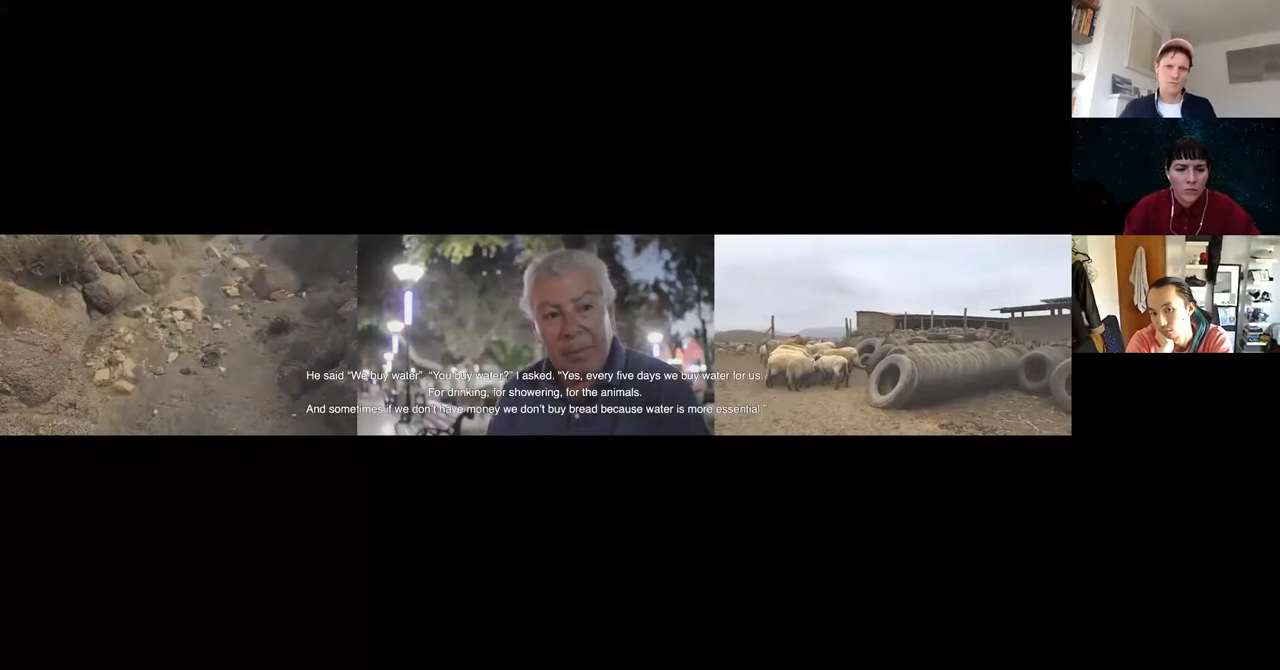 He said “We buy water”. “You buy water?” I asked. “Yes, every five days we buy water for us.
For drinking, for showering, for the animals.
And sometimes if we don't have money we don't buy bread because water is more essential.”